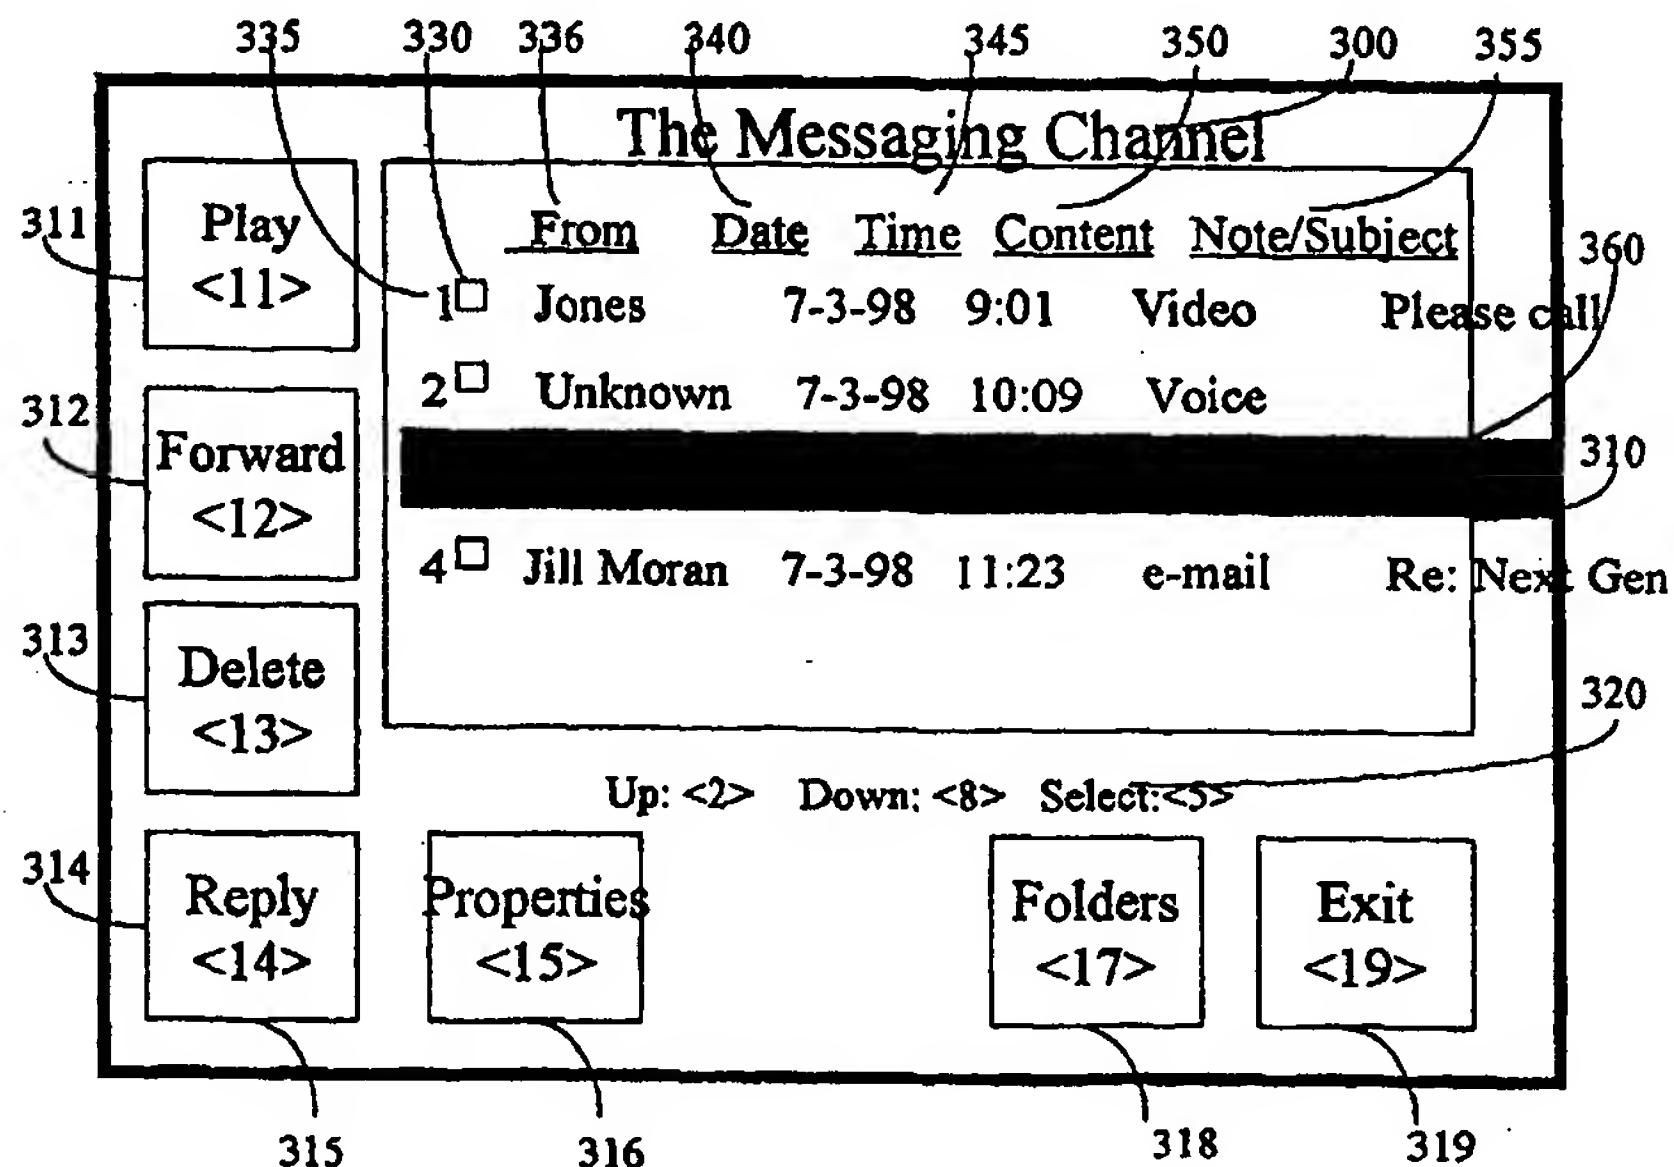 335 330 336 340 345 350 300 355
The Messaging Channel
311 Play <11>
From Date Time Content Note/Subject
360
1 Jones 7-3-98 9:01 Video Please call
2 Unknown 7-3-98 10:09 Voice
312 Forward <12>
310
4 Jill Moran 7-3-98 11:23 e-mail Re: Next Gen
313 Delete <13>
320
Up: <2> Down: <8> Select:<5>
314 Reply <14>
Properties <15>
Folders <17>
Exit <19>
315 316 318 319